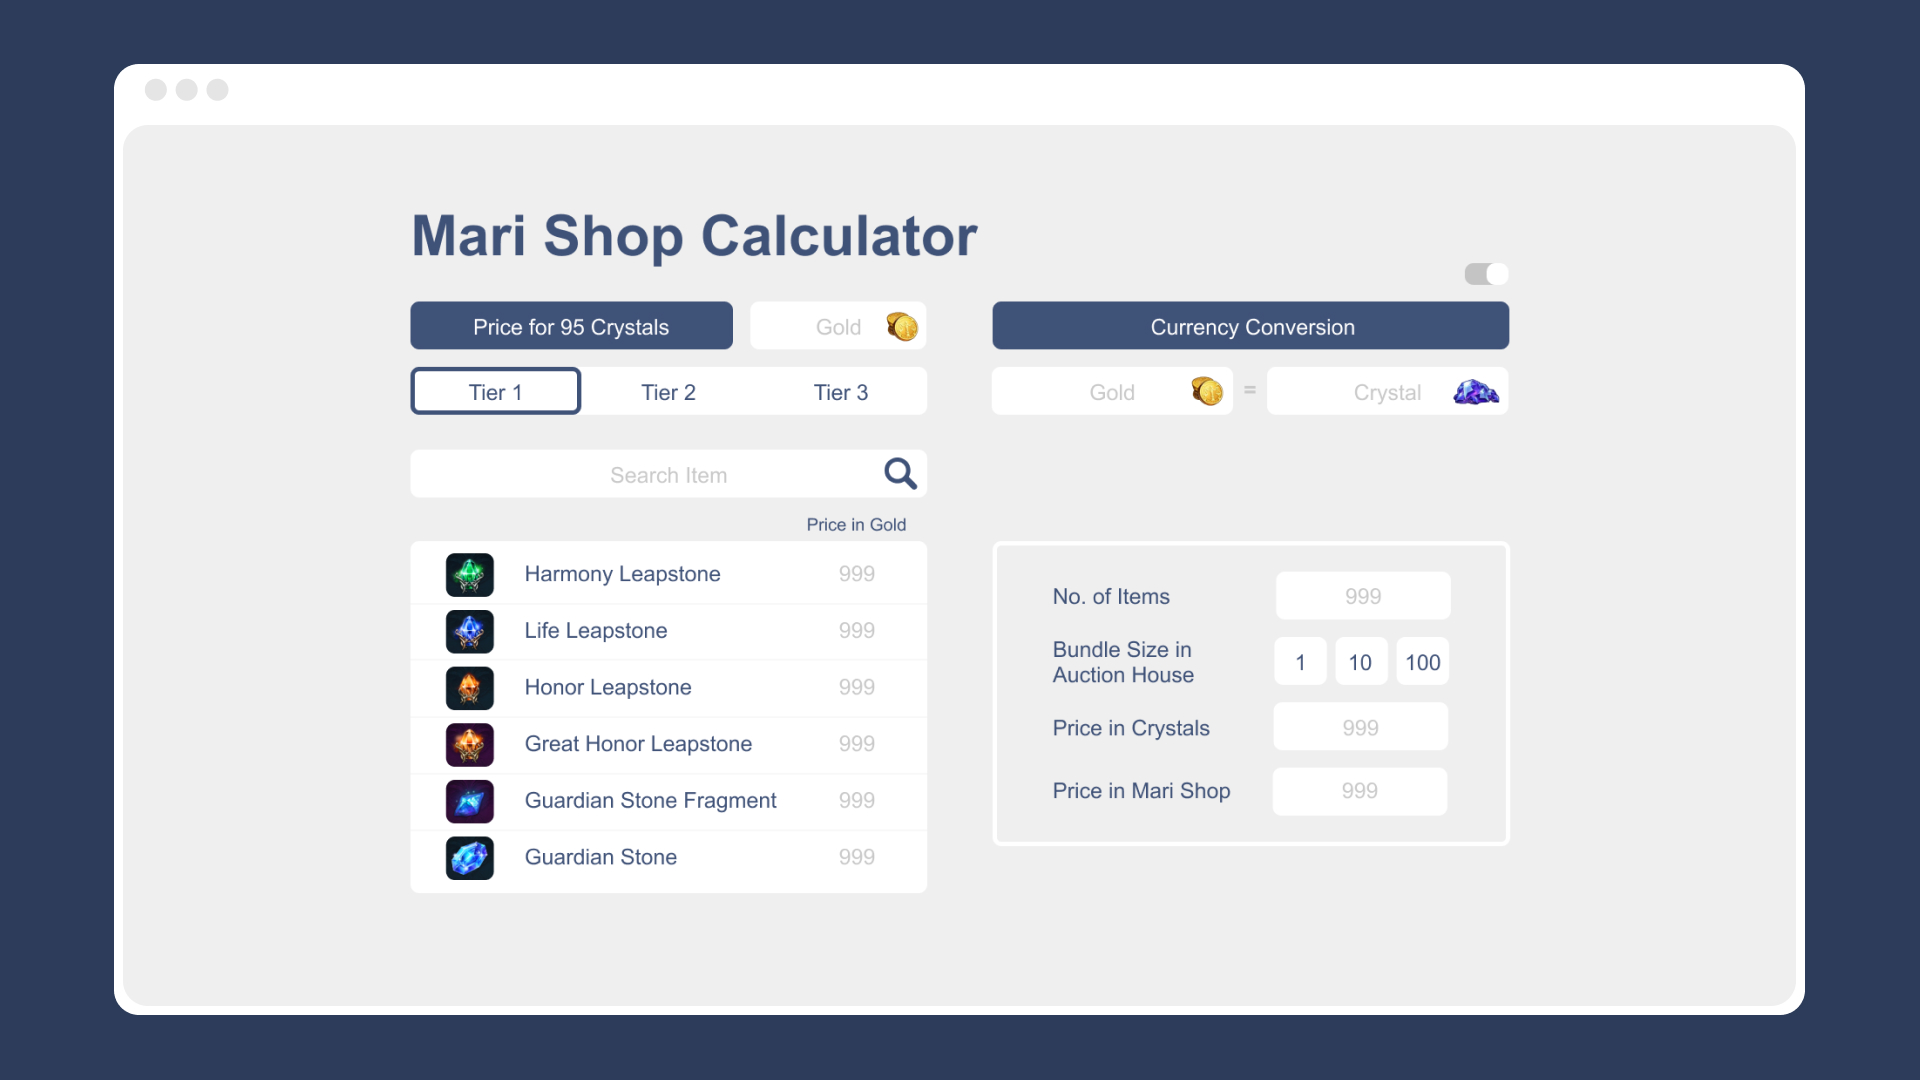 Mari Shop Calculator
Price for 95 Crystals
Gold
Tier 1
Tier 2
Tier 3
Search Item
Price in Gold
Harmony Leapstone
999
Life Leapstone
999
Honor Leapstone
999
Great Honor Leapstone
999
Guardian Stone Fragment
999
Guardian Stone
999
Currency Conversion
Gold
=
Crystal
No. of Items
999
Bundle Size in
Auction House
1
10
100
Price in Crystals
999
Price in Mari Shop
999